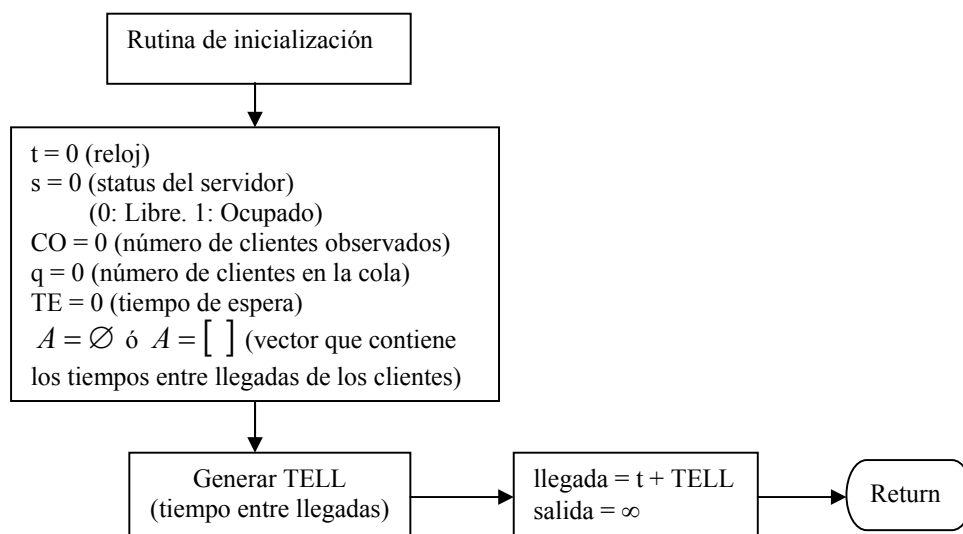 Rutina de inicialización
t = 0 (reloj)
s = 0 (status del servidor)
(0: Libre. 1: Ocupado)
CO = 0 (número de clientes observados)
q = 0 (número de clientes en la cola)
TE = 0 (tiempo de espera)
A = ∅ ó A = [ ] (vector que contiene
los tiempos entre llegadas de los clientes)
Generar TELL
(tiempo entre llegadas)
llegada = t + TELL
salida = ∞
Return